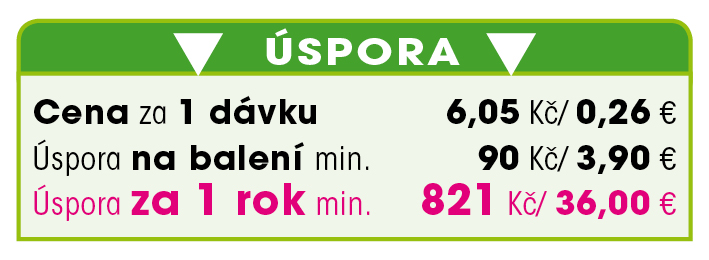 ÚSPORA
Cena za 1 dávku 6,05 Kč/ 0,26 €
Úspora na balení min. 90 Kč/ 3,90 €
Úspora za 1 rok min. 821 Kč/ 36,00 €